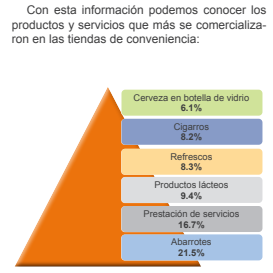 Con esta información podemos conocer los
productos y servicios que más se comercializa-
ron en las tiendas de conveniencia:
Cerveza en botella de vidrio
6.1%
Cigarros
8.2%
Refrescos
8.3%
Productos lácteos
9.4%
Prestación de servicios
16.7%
Abarrotes
21.5%